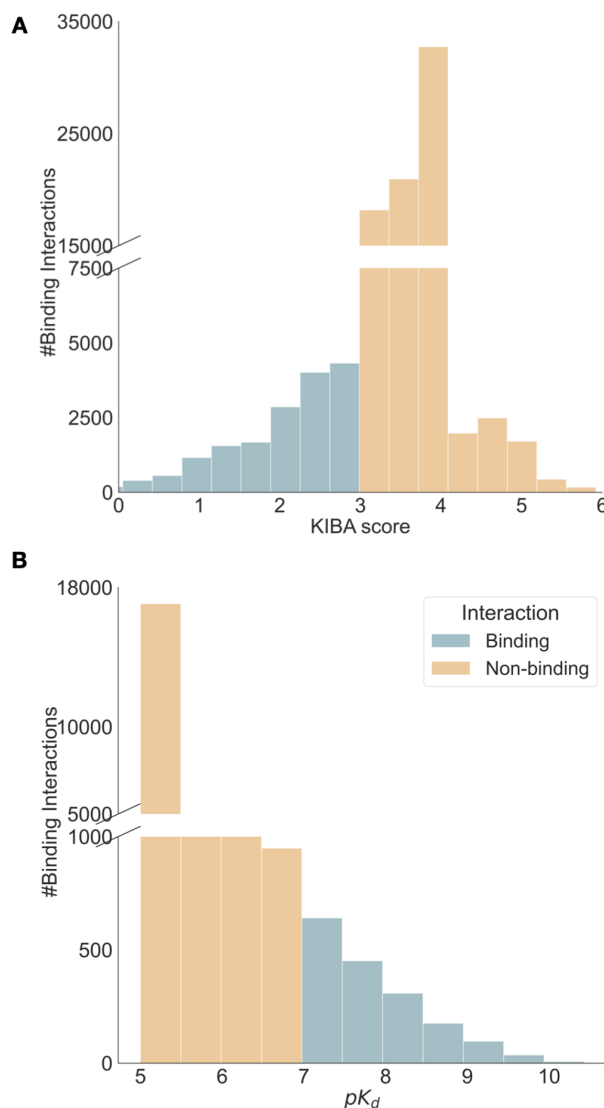 A
35000
25000
15000
7500
5000
2500
0
#Binding Interactions
0 1 2 3 4 5 6
KIBA score
B
18000
10000
5000
1000
500
0
#Binding Interactions
Interaction
Binding
Non-binding
5 6 7 8 9 10
pKd